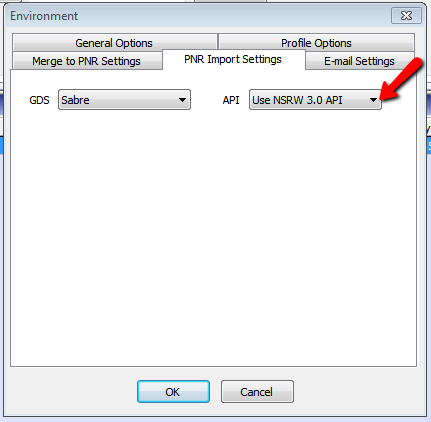 Environment
General Options
Profile Options
Merge to PNR Settings
PNR Import Settings
E-mail Settings
GDS
Sabre
API
Use NSRW 3.0 API
OK
Cancel